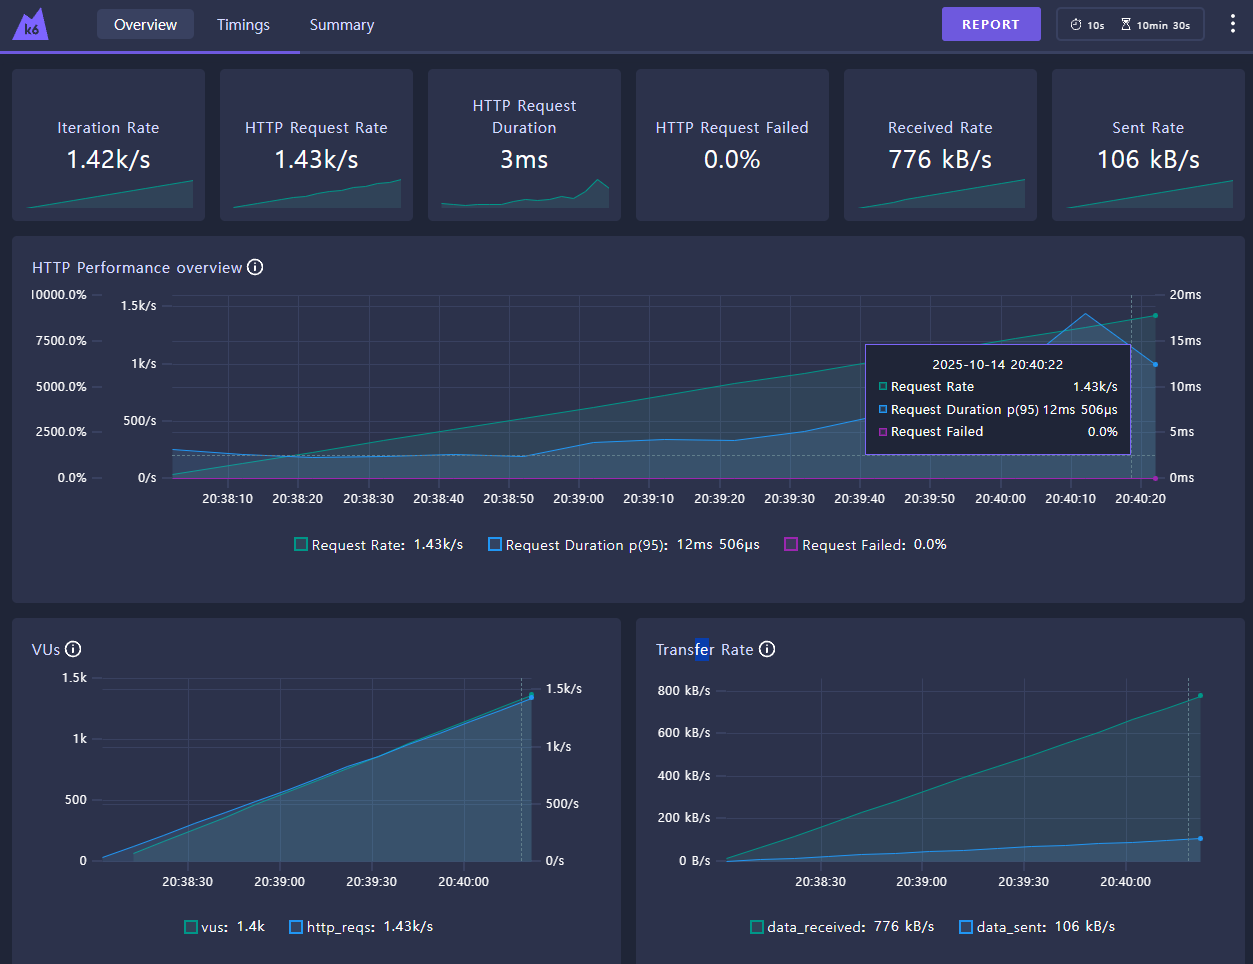 k6
Overview
Timings
Summary
REPORT
10s
10min 30s
Iteration Rate
1.42k/s
HTTP Request Rate
1.43k/s
HTTP Request
Duration
3ms
HTTP Request Failed
0.0%
Received Rate
776 kB/s
Sent Rate
106 kB/s
HTTP Performance overview
10000.0%
7500.0%
5000.0%
2500.0%
0.0%
1.5k/s
1k/s
500/s
0/s
20ms
15ms
10ms
5ms
0ms
2025-10-14 20:40:22
Request Rate 1.43k/s
Request Duration p(95) 12ms 506µs
Request Failed 0.0%
20:38:10 20:38:20 20:38:30 20:38:40 20:38:50 20:39:00 20:39:10 20:39:20 20:39:30 20:39:40 20:39:50 20:40:00 20:40:10 20:40:20
Request Rate: 1.43k/s Request Duration p(95): 12ms 506µs Request Failed: 0.0%
VUs
1.5k
1k
500
0
1.5k/s
1k/s
500/s
0/s
20:38:30 20:39:00 20:39:30 20:40:00
vus: 1.4k http_reqs: 1.43k/s
Transfer Rate
800 kB/s
600 kB/s
400 kB/s
200 kB/s
0 B/s
20:38:30 20:39:00 20:39:30 20:40:00
data_received: 776 kB/s data_sent: 106 kB/s